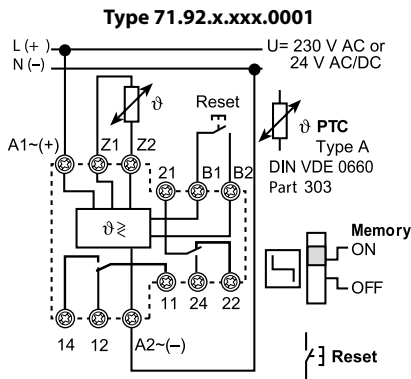 Type 71.92.x.xxx.0001
L (+)
U= 230 V AC or
N (–)
24 V AC/DC
ϑ
Reset
ϑ PTC
Type A
DIN VDE 0660
Part 303
A1~(+)
Z1
Z2
21
B1
B2
ϑ≷
Memory
ON
OFF
11
24
22
14
12
A2~(–)
Reset